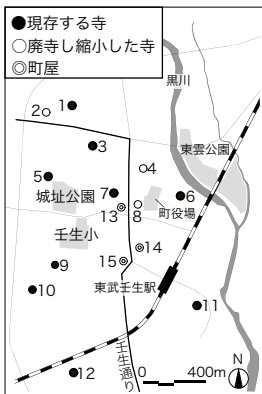 ●現存する寺
○廃寺し縮小した寺
◎町屋
黒川
1
2
東雲公園
3
4
5
7
6
城址公園
13
8
町役場
壬生小
14
15
9
東武壬生駅
10
11
壬生通り
12
0 400m
N